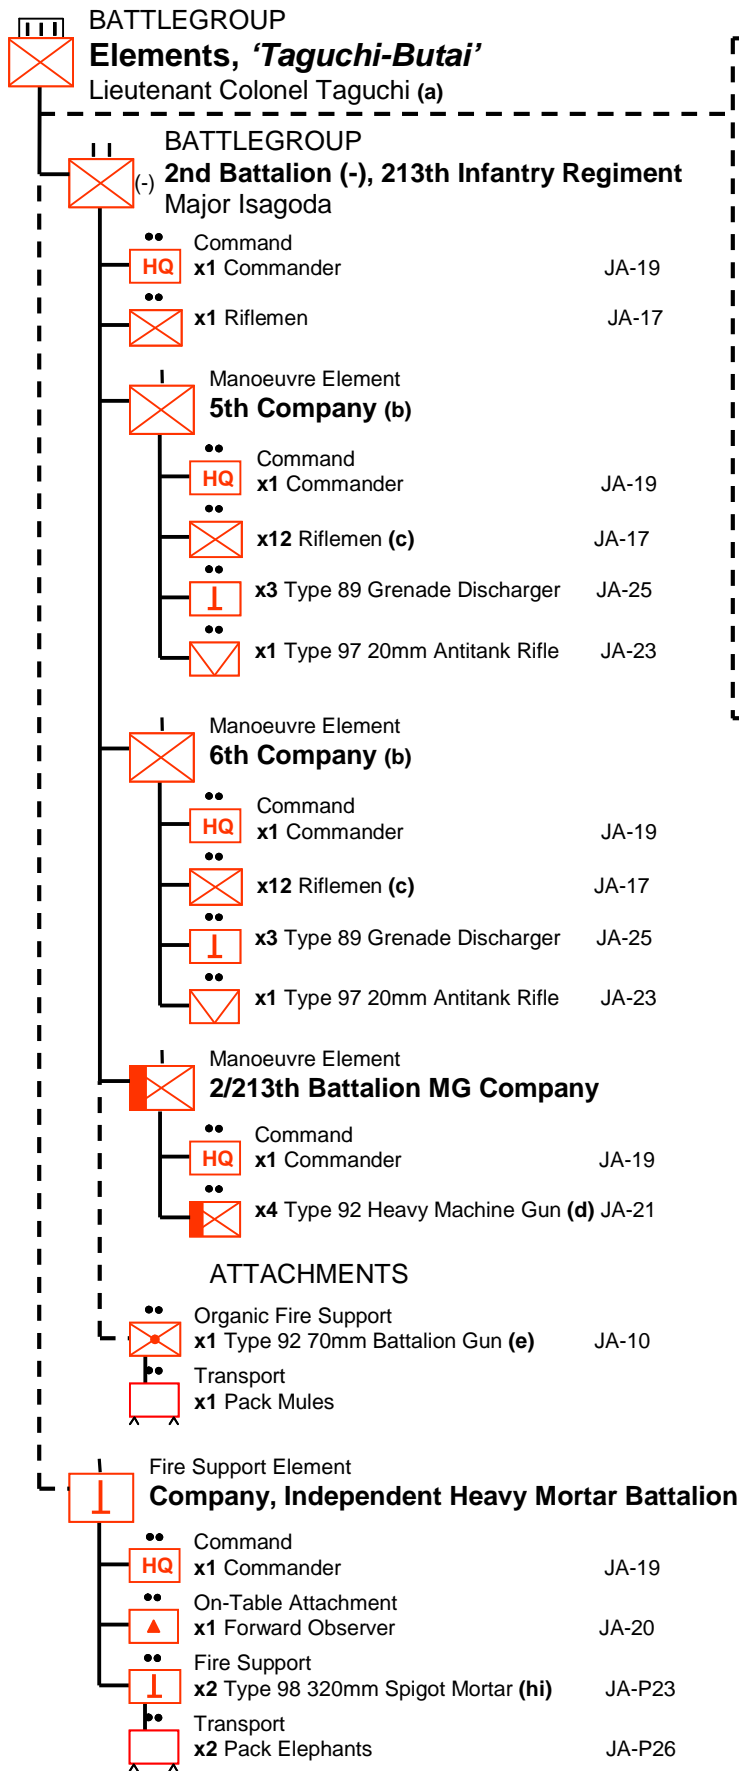 BATTLEGROUP
Elements, ‘Taguchi-Butai’
Lieutenant Colonel Taguchi (a)
BATTLEGROUP
(-) 2nd Battalion (-), 213th Infantry Regiment
Major Isagoda
Command
HQ x1 Commander JA-19
x1 Riflemen JA-17
Manoeuvre Element
5th Company (b)
Command
HQ x1 Commander JA-19
x12 Riflemen (c) JA-17
x3 Type 89 Grenade Discharger JA-25
x1 Type 97 20mm Antitank Rifle JA-23
Manoeuvre Element
6th Company (b)
Command
HQ x1 Commander JA-19
x12 Riflemen (c) JA-17
x3 Type 89 Grenade Discharger JA-25
x1 Type 97 20mm Antitank Rifle JA-23
Manoeuvre Element
2/213th Battalion MG Company
Command
HQ x1 Commander JA-19
x4 Type 92 Heavy Machine Gun (d) JA-21
ATTACHMENTS
Organic Fire Support
x1 Type 92 70mm Battalion Gun (e) JA-10
Transport
x1 Pack Mules
Fire Support Element
Company, Independent Heavy Mortar Battalion
Command
HQ x1 Commander JA-19
On-Table Attachment
x1 Forward Observer JA-20
Fire Support
x2 Type 98 320mm Spigot Mortar (hi) JA-P23
Transport
x2 Pack Elephants JA-P26